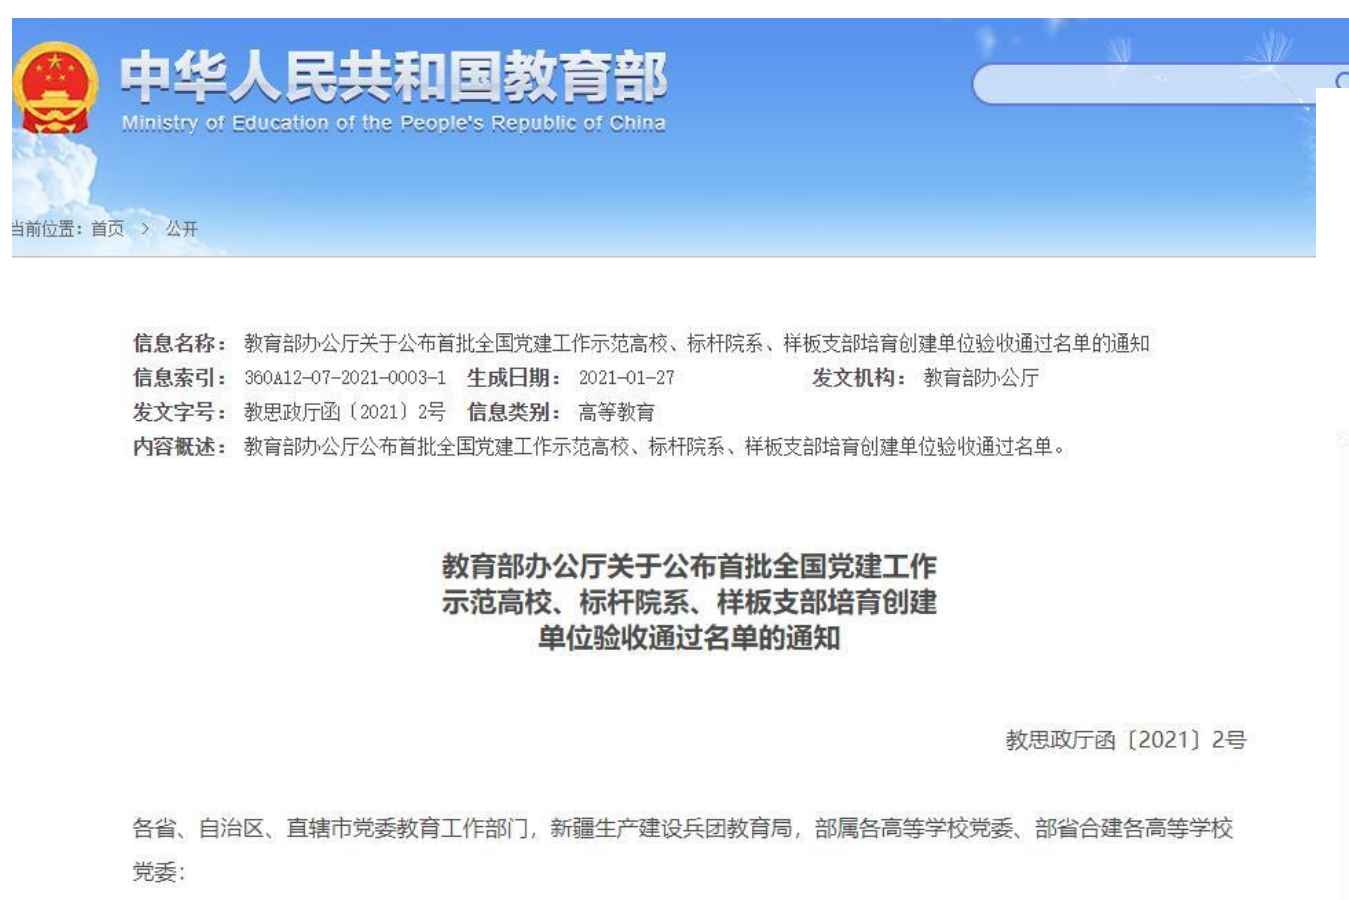 中华人民共和国教育部
Ministry of Education of the People's Republic of China
当前位置：首页 > 公开
信息名称： 教育部办公厅关于公布首批全国党建工作示范高校、标杆院系、样板支部培育创建单位验收通过名单的通知
信息索引： 360A12-07-2021-0003-1 生成日期： 2021-01-27 发文机构： 教育部办公厅
发文字号： 教思政厅函〔2021〕2号 信息类别： 高等教育
内容概述： 教育部办公厅公布首批全国党建工作示范高校、标杆院系、样板支部培育创建单位验收通过名单。
教育部办公厅关于公布首批全国党建工作
示范高校、标杆院系、样板支部培育创建
单位验收通过名单的通知
教思政厅函〔2021〕2号
各省、自治区、直辖市党委教育工作部门，新疆生产建设兵团教育局，部属各高等学校党委、部省合建各高等学校
党委：